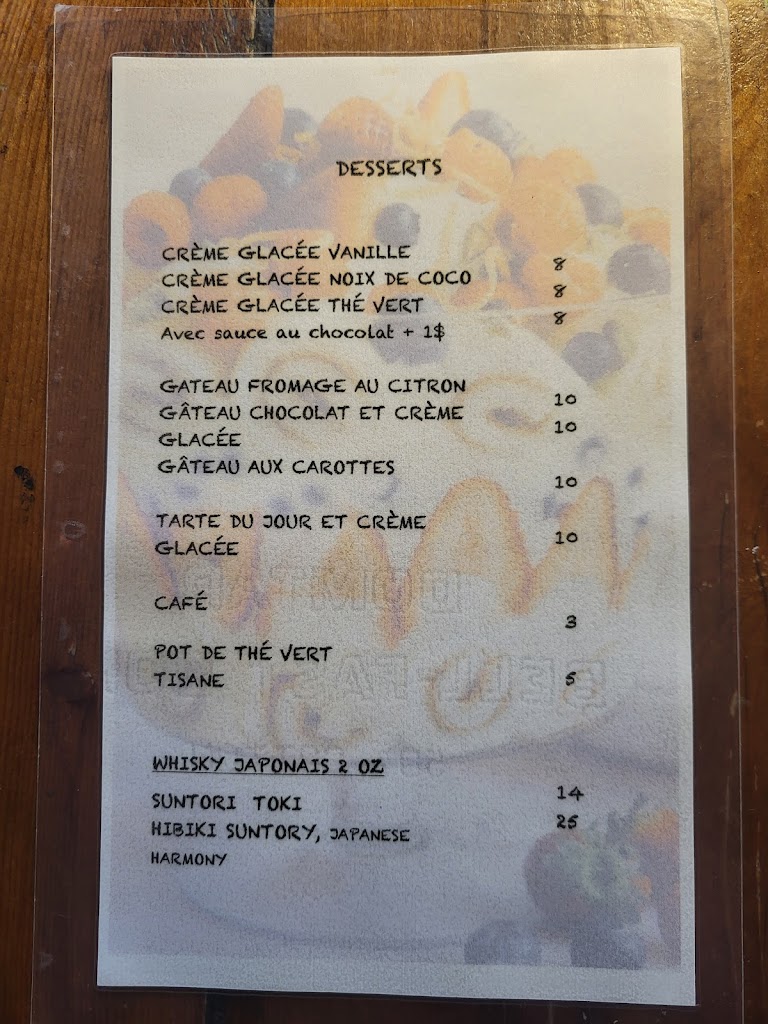 DESSERTS
CRÈME GLACÉE VANILLE 8
CRÈME GLACÉE NOIX DE COCO 8
CRÈME GLACÉE THÉ VERT 8
Avec sauce au chocolat + 1$
GATEAU FROMAGE AU CITRON 10
GÂTEAU CHOCOLAT ET CRÈME 10
GLACÉE
GÂTEAU AUX CAROTTES 10
TARTE DU JOUR ET CRÈME 10
GLACÉE
CAFÉ 3
POT DE THÉ VERT
TISANE 5
WHISKY JAPONAIS 2 OZ
SUNTORI TOKI 14
HIBIKI SUNTORY, JAPANESE 25
HARMONY